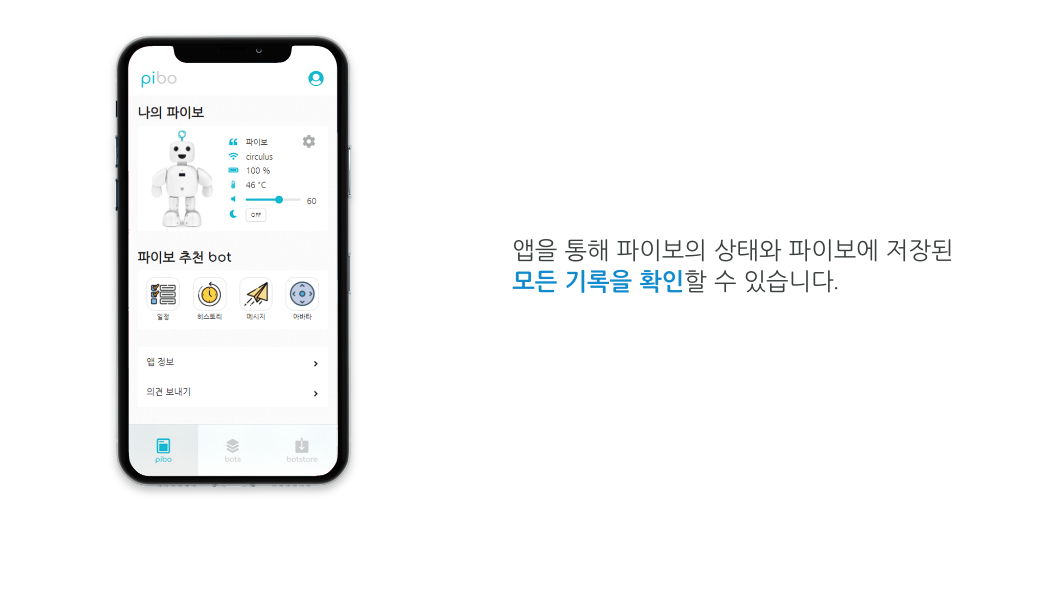 pibo
나의 파이보
파이보
circulus
100 %
46 °C
60
OFF
파이보 추천 bot
일정 히스토리 메시지 아바타
앱 정보
의견 보내기
pibo bots botstore
앱을 통해 파이보의 상태와 파이보에 저장된
모든 기록을 확인할 수 있습니다.